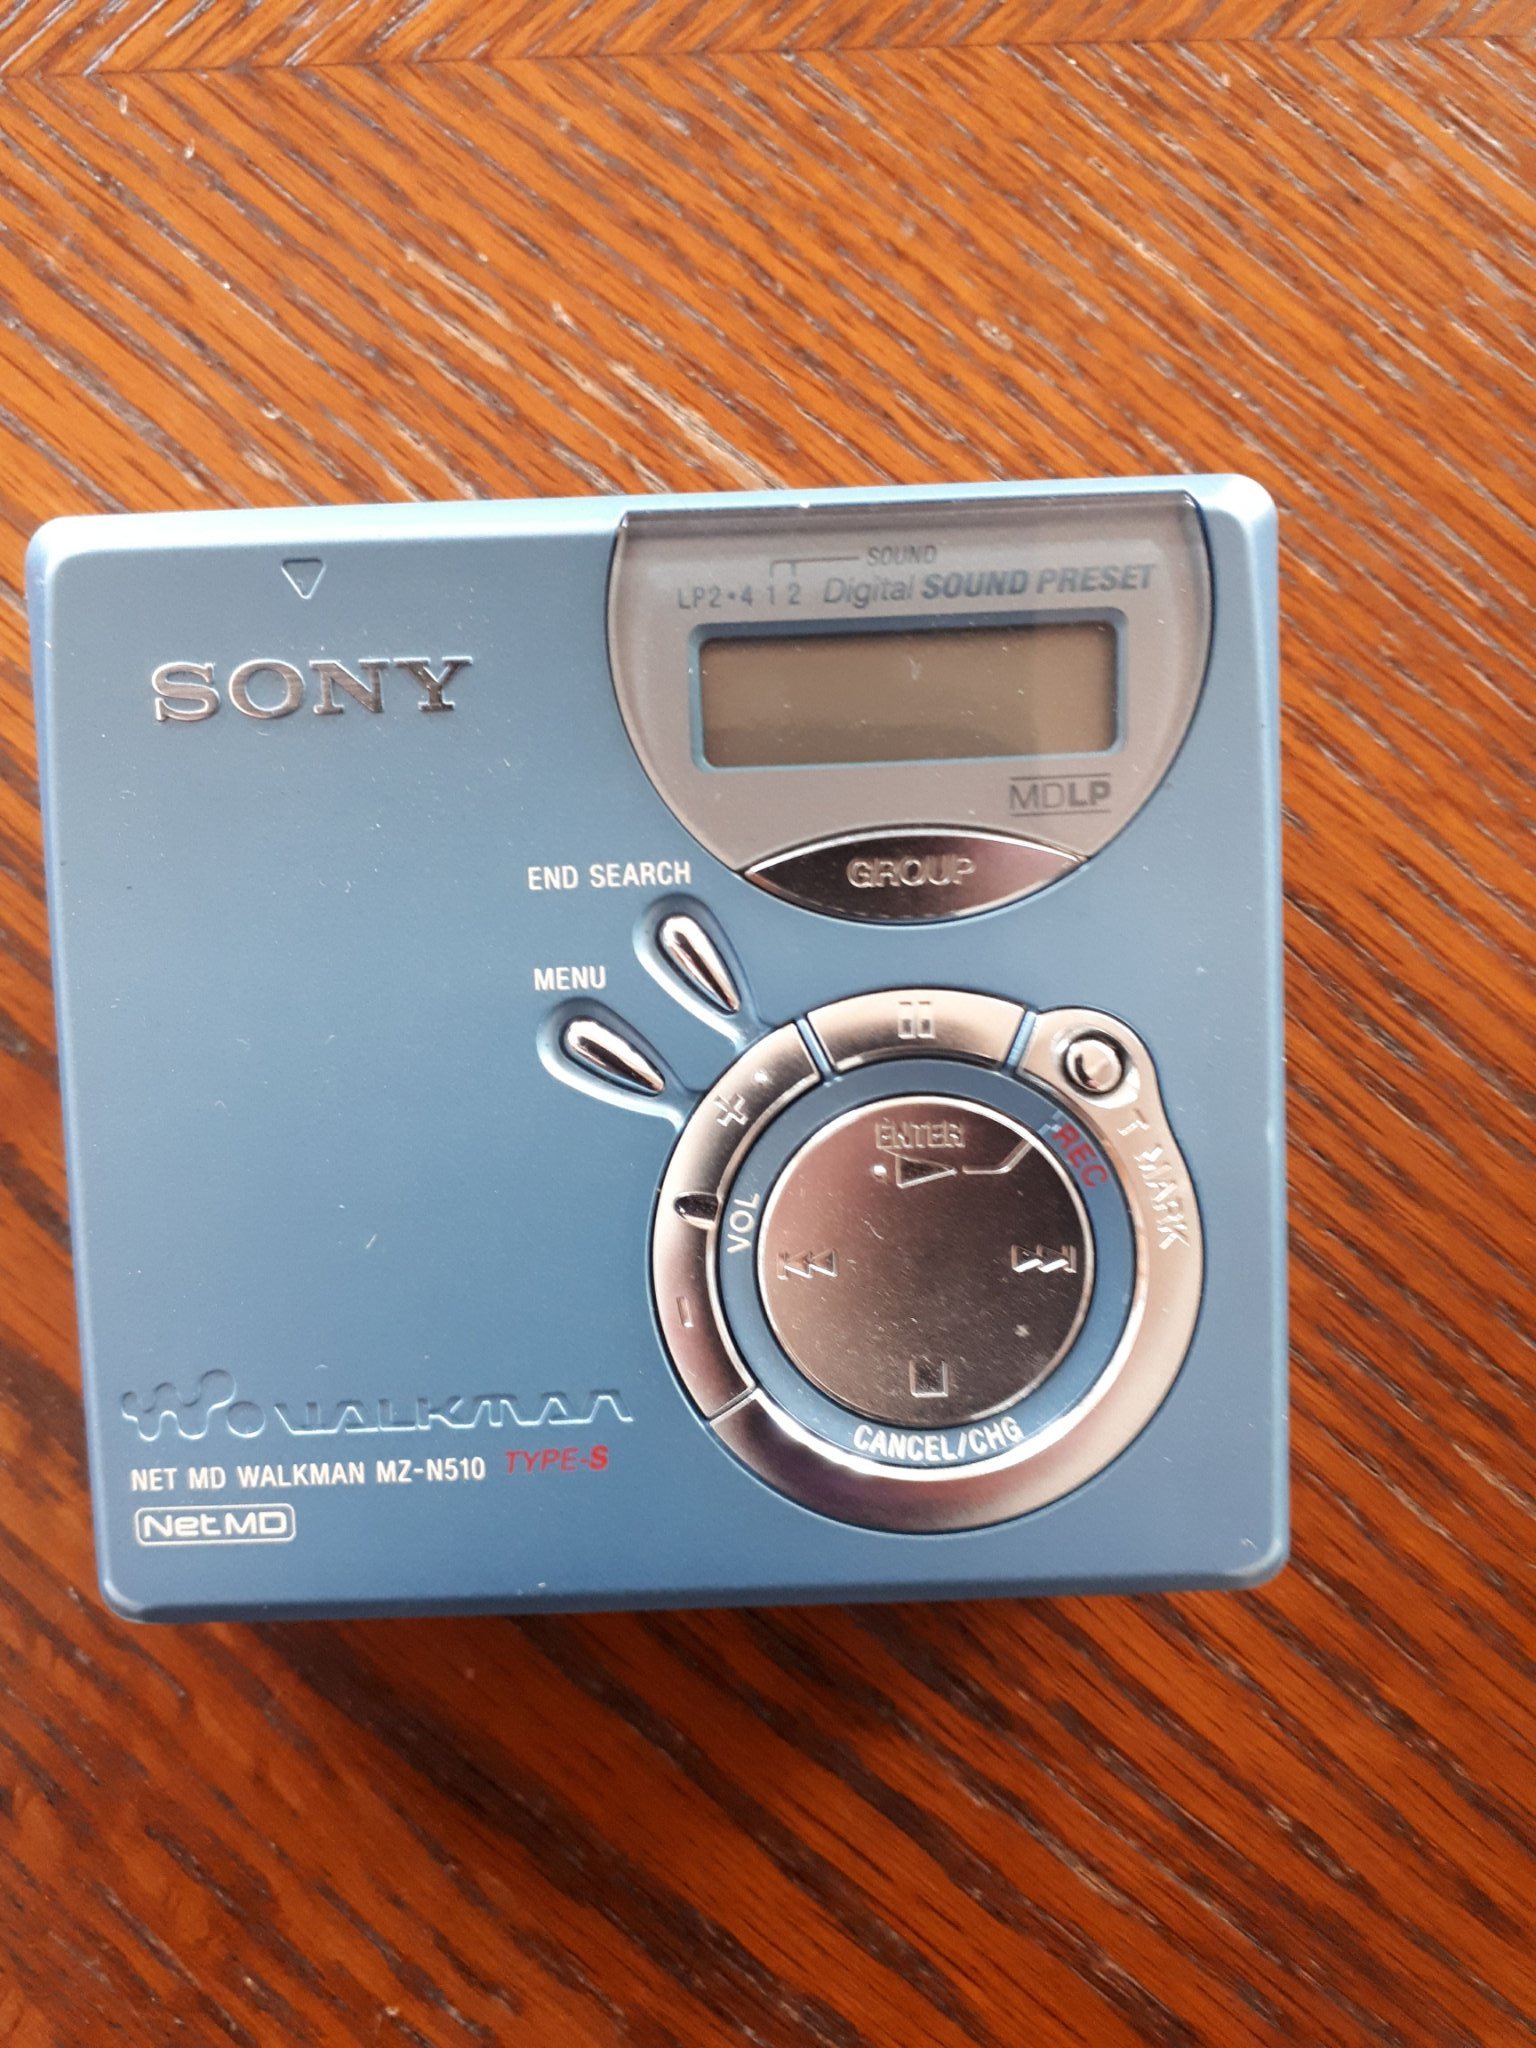 SOUND
LP2•4 1 2 Digital SOUND PRESET
SONY
MDLP
GROUP
END SEARCH
MENU
ENTER
REC
T MARK
+
VOL
-
CANCEL/CHG
WALKMAN
NET MD WALKMAN MZ-N510 TYPE-S
NetMD